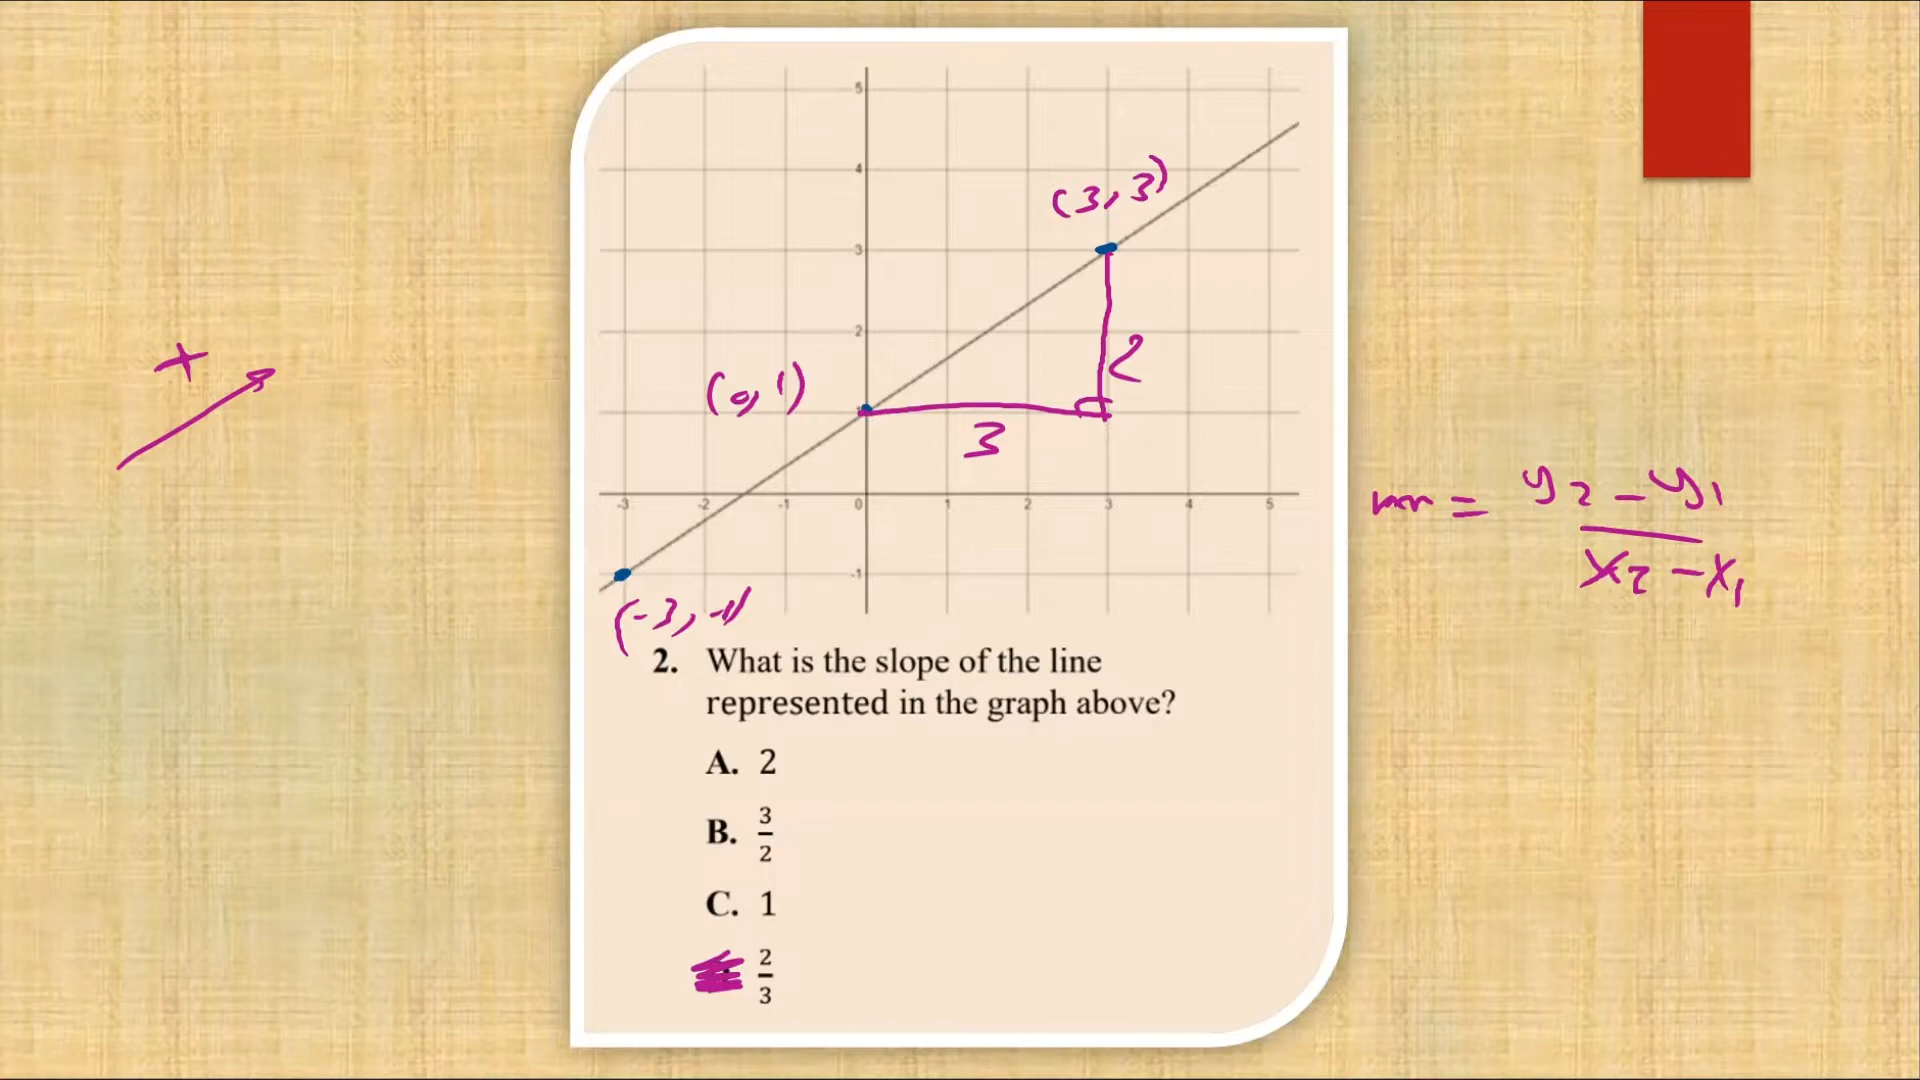 5
4
(3, 3)
3
2
+
2
(0, 1)
3
-3 -2 -1 0 1 2 3 4 5
m = y2 - y1
x2 - x1
-1
(-3, -1)
2. What is the slope of the line
represented in the graph above?
A. 2
B. 3/2
C. 1
2/3